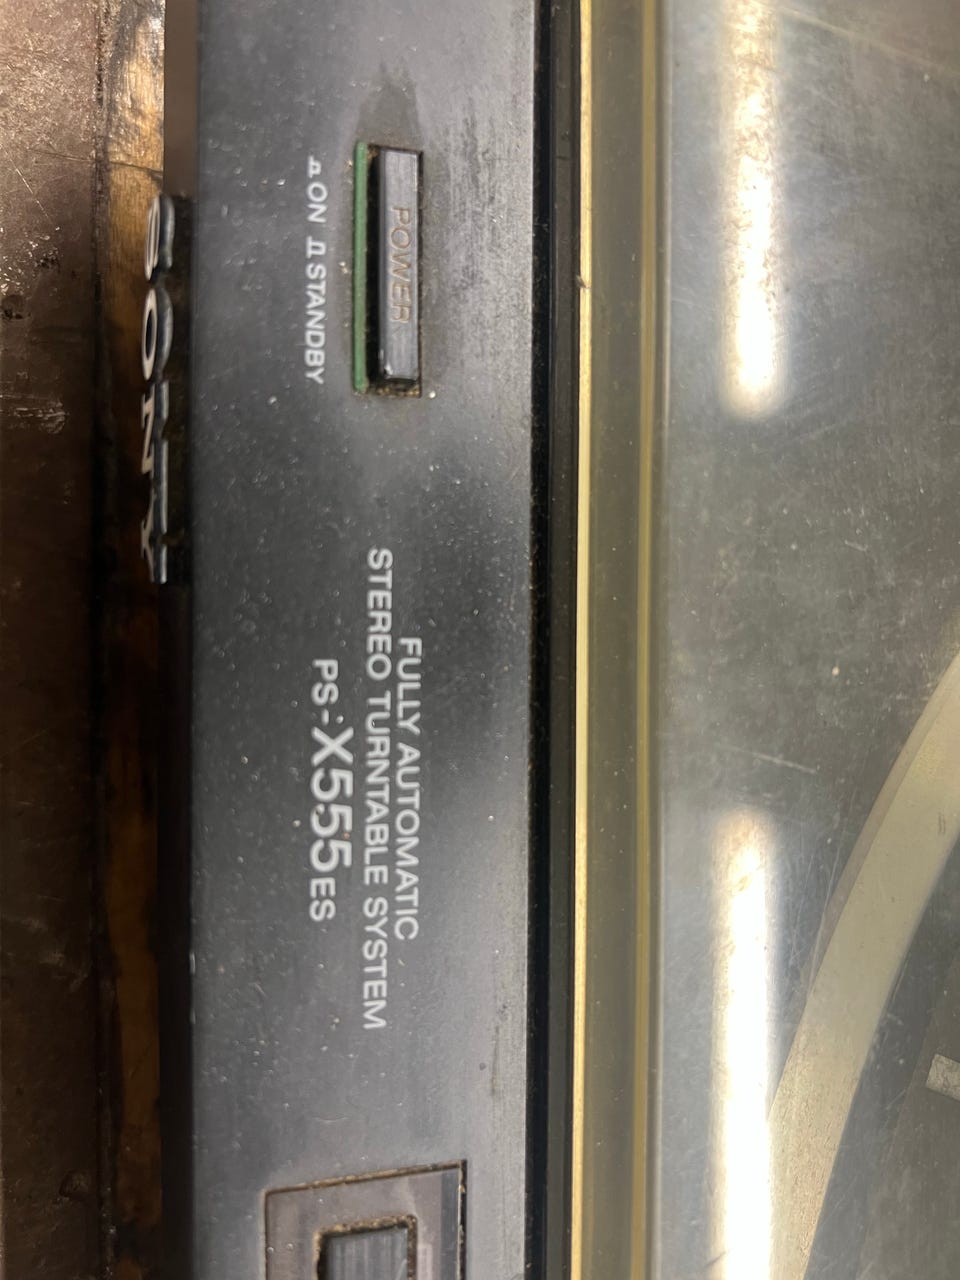 POWER
ON STANDBY
SONY
FULLY AUTOMATIC
STEREO TURNTABLE SYSTEM
PS-X555ES